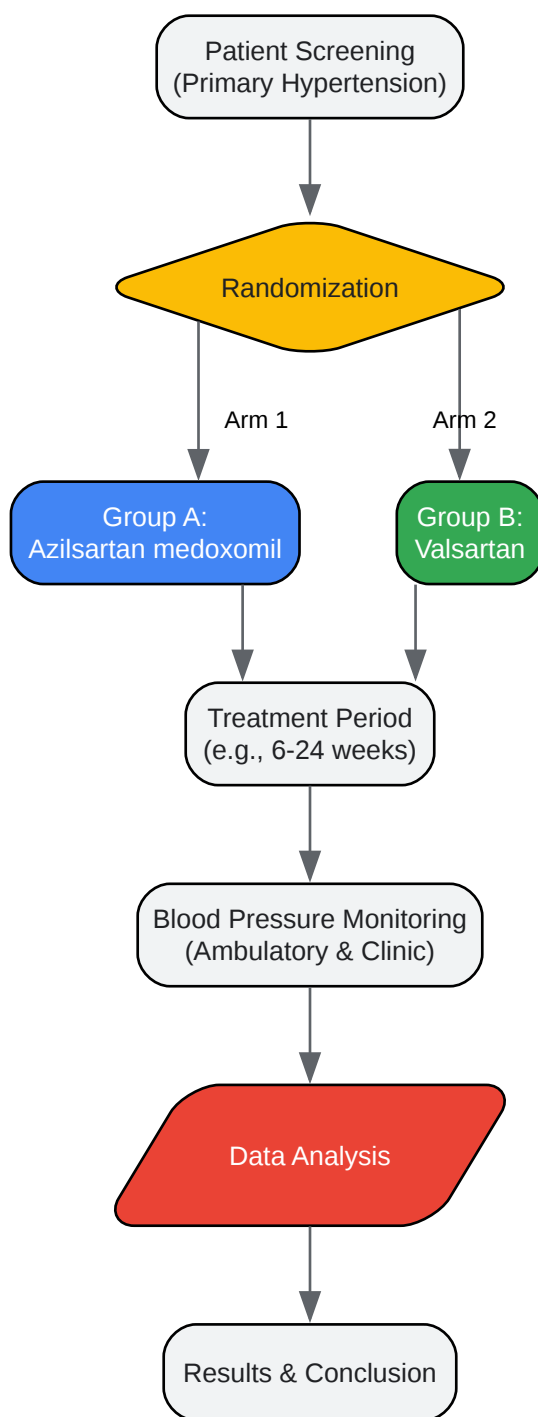 Patient Screening
(Primary Hypertension)
Randomization
Arm 1
Arm 2
Group A:
Azilsartan medoxomil
Group B:
Valsartan
Treatment Period
(e.g., 6-24 weeks)
Blood Pressure Monitoring
(Ambulatory & Clinic)
Data Analysis
Results & Conclusion